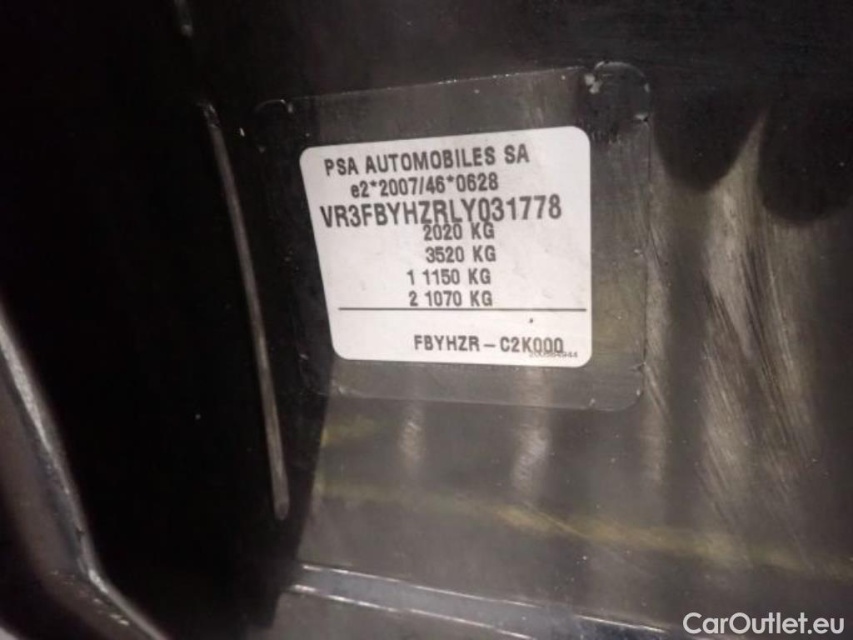 PSA AUTOMOBILES SA
e2*2007/46*0628
VR3FBYHZRLY031778
2020 KG
3520 KG
1 1150 KG
2 1070 KG
FBYHZR – C2K000
CarOutlet.eu